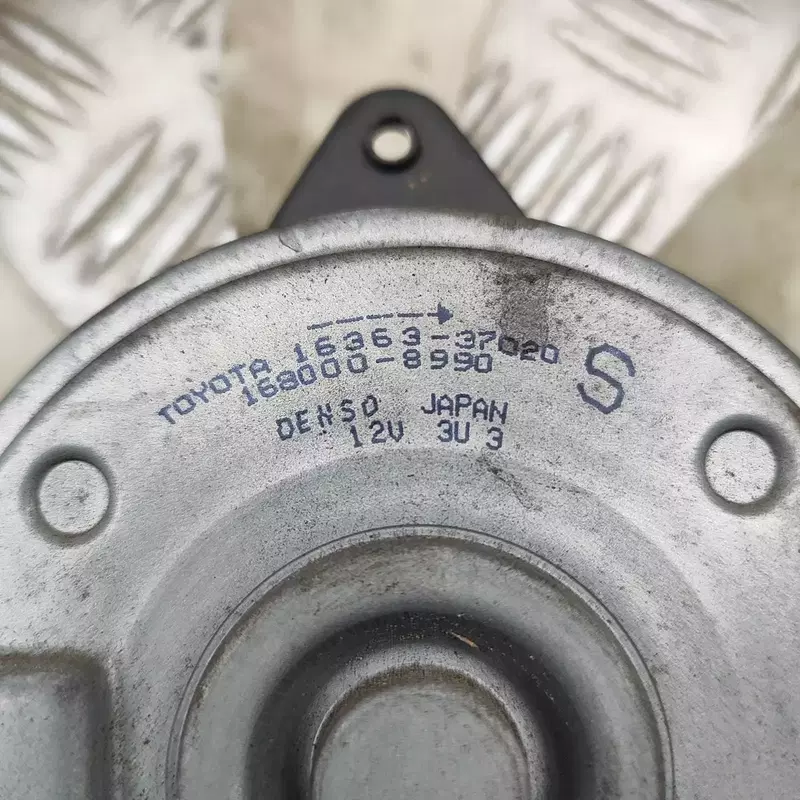 TOYOTA 16363-37020
168000-8990
S
DENSO JAPAN
12V 3U 3